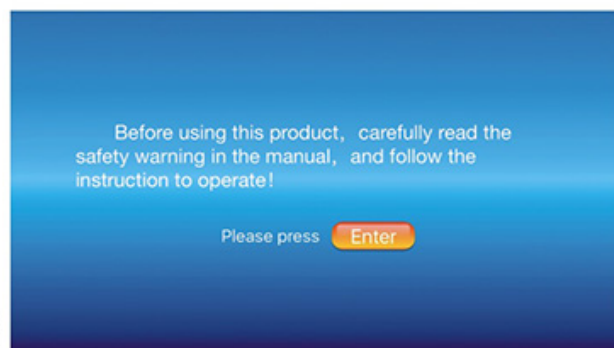 Before using this product, carefully read the
safety warning in the manual, and follow the
instruction to operate!
Please press Enter